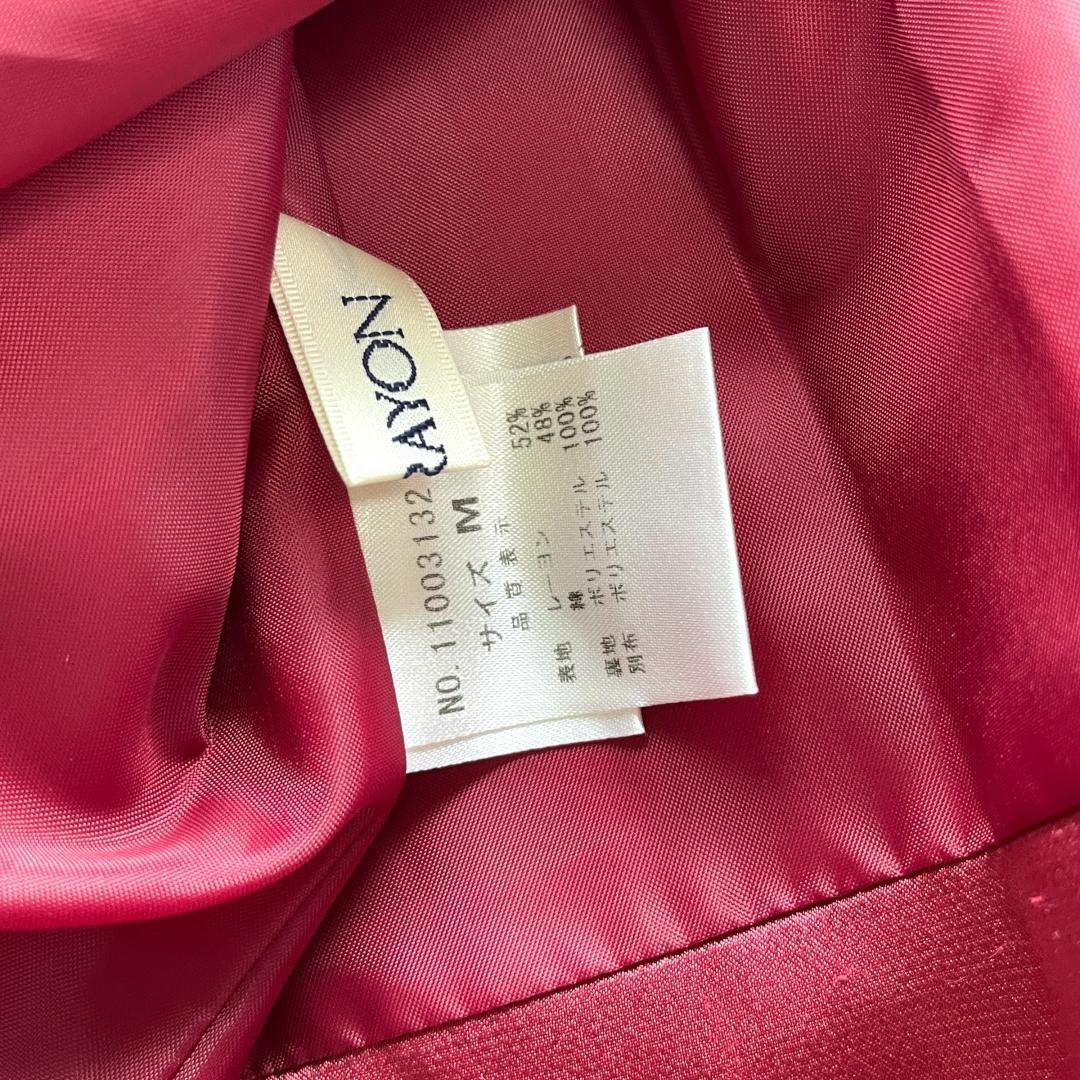 RAYON
NO.11003132
サイズ M
品質表示
表地 レーヨン 52%
綿 48%
裏地 ポリエステル 100%
別布 ポリエステル 100%